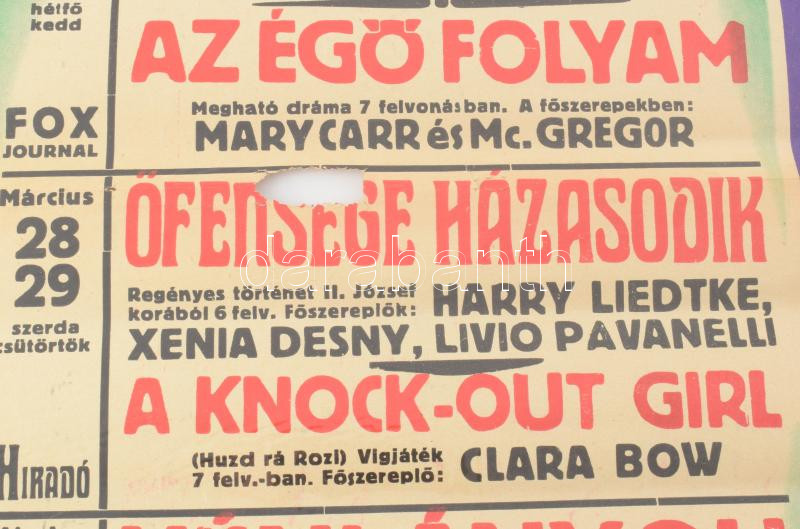 hétfő
kedd
AZ ÉGŐ FOLYAM
Megható dráma 7 felvonásban. A főszerepekben:
FOX
JOURNAL
MARY CARR és Mc. GREGOR
Március
28
29
szerda
csütörtök
ŐFENSÉGE HÁZASODIK
darabanth
Regényes történet II. József
korából 6 felv. Főszereplők: HARRY LIEDTKE,
XENIA DESNY, LIVIO PAVANELLI
A KNOCK-OUT GIRL
(Huzd rá Rozi) Vigjáték
7 felv.-ban. Főszereplő: CLARA BOW
HIRADÓ